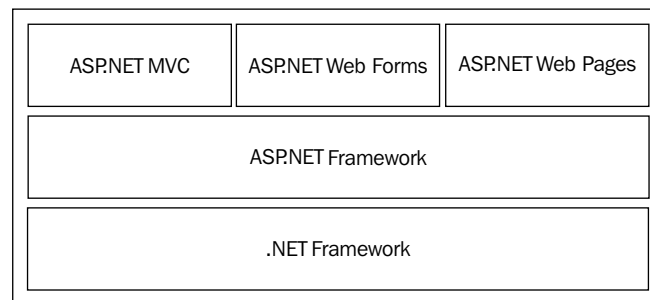 ASP.NET MVC
ASP.NET Web Forms
ASP.NET Web Pages
ASP.NET Framework
.NET Framework